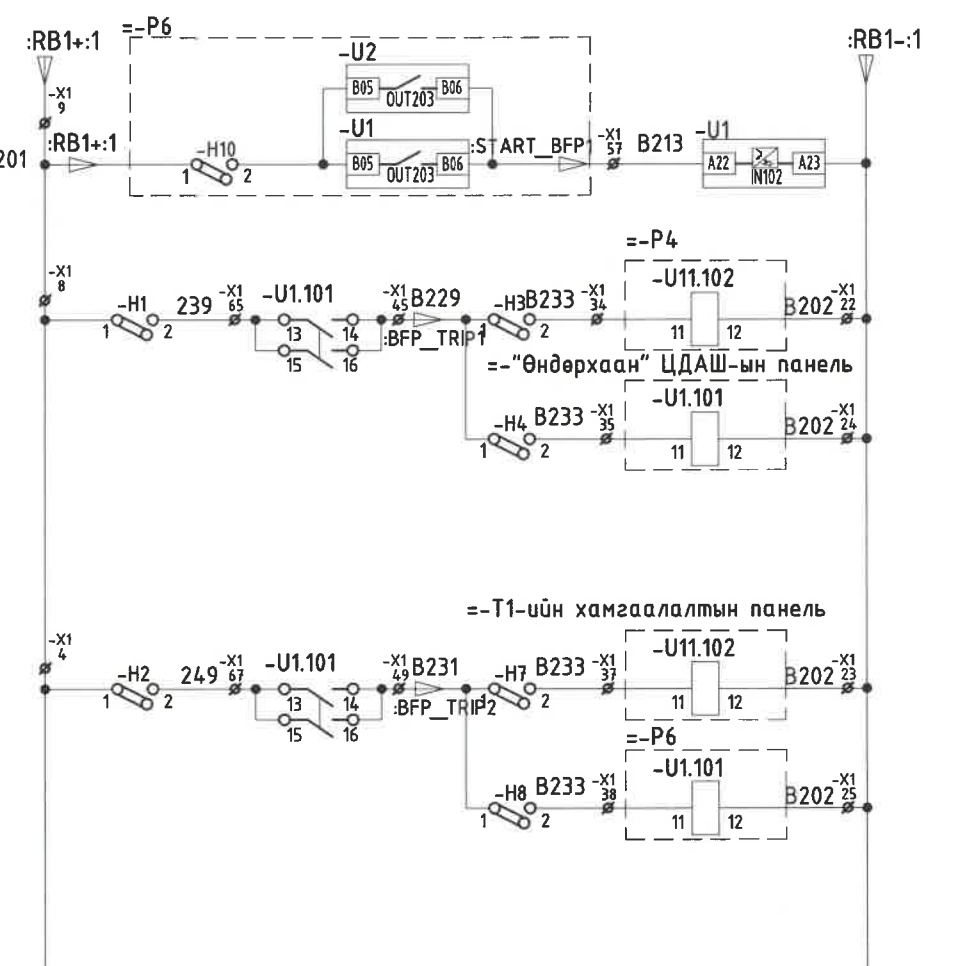 =-P6
:RB1+:1
:RB1-:1
-U2
B05
B06
OUT203
-X1
9
:RB1+:1
-H10
1
2
-U1
B05
B06
OUT203
:START_BFP1
-X1
57
B213
-U1
A22
A23
IN102
201
=-P4
-X1
8
-H1
1
2
239
-X1
65
-U1.101
13
14
15
16
-X1
45
B229
:BFP_TRIP1
-H3
1
2
B233
-X1
34
-U11.102
11
12
B202
-X1
22
=-"Өндөрхаан" ЦДАШ-ын панель
-H4
1
2
B233
-X1
35
-U1.101
11
12
B202
-X1
24
=-T1-ийн хамгаалалтын панель
-X1
4
-H2
1
2
249
-X1
67
-U1.101
13
14
15
16
-X1
49
B231
:BFP_TRIP2
-H7
1
2
B233
-X1
37
-U11.102
11
12
B202
-X1
23
=-P6
-H8
1
2
B233
-X1
38
-U1.101
11
12
B202
-X1
25